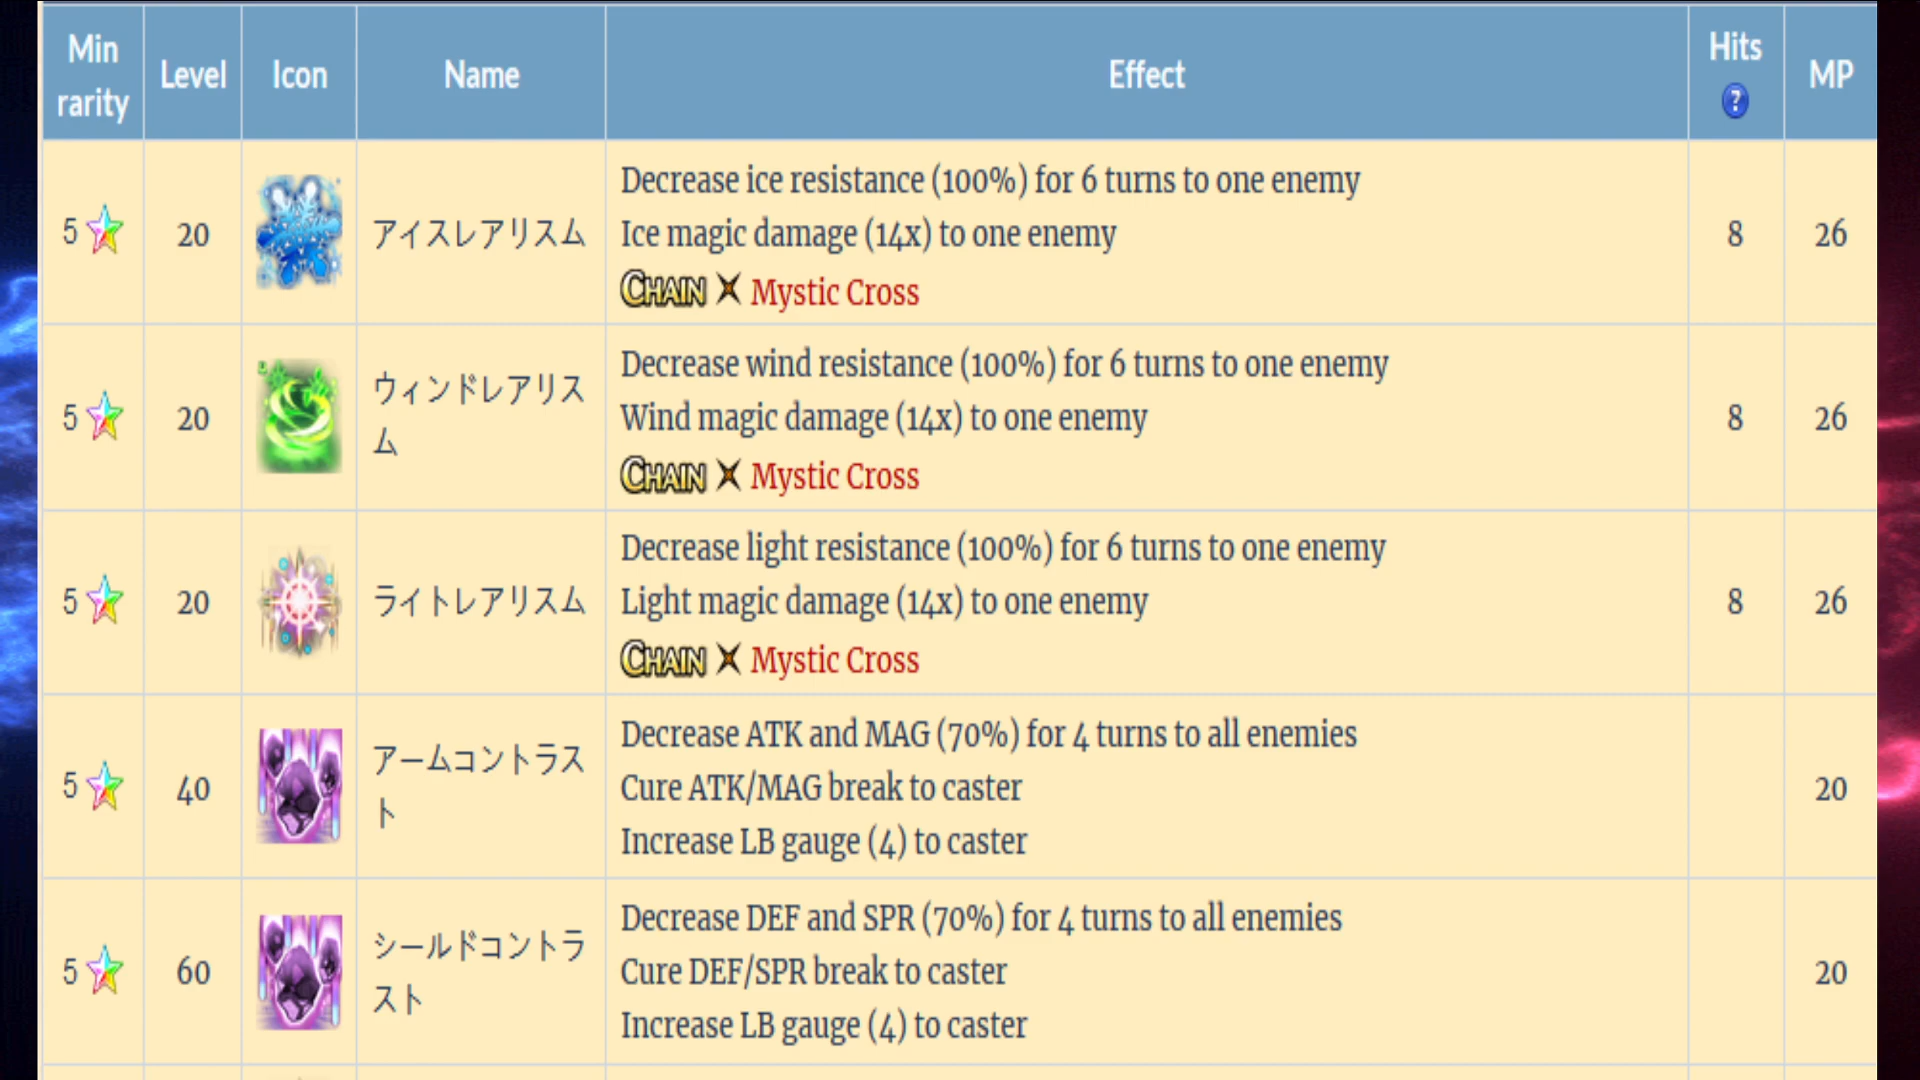 Min rarity Level Icon Name Effect Hits ? MP
5 20 アイスレアリスム Decrease ice resistance (100%) for 6 turns to one enemy
Ice magic damage (14x) to one enemy
CHAIN Mystic Cross
8 26
5 20 ウィンドレアリスム Decrease wind resistance (100%) for 6 turns to one enemy
Wind magic damage (14x) to one enemy
CHAIN Mystic Cross
8 26
5 20 ライトレアリスム Decrease light resistance (100%) for 6 turns to one enemy
Light magic damage (14x) to one enemy
CHAIN Mystic Cross
8 26
5 40 アームコントラスト Decrease ATK and MAG (70%) for 4 turns to all enemies
Cure ATK/MAG break to caster
Increase LB gauge (4) to caster
20
5 60 シールドコントラスト Decrease DEF and SPR (70%) for 4 turns to all enemies
Cure DEF/SPR break to caster
Increase LB gauge (4) to caster
20